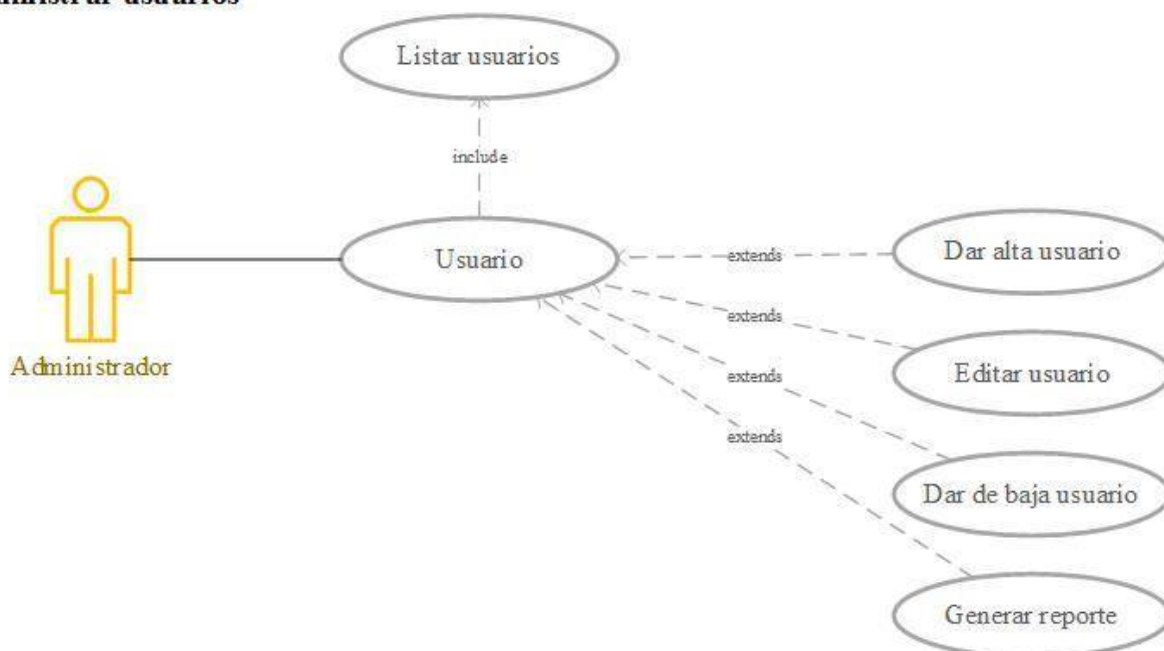 usuarios
Listar usuarios
include
Usuario
extends
Dar alta usuario
extends
Administrador
Editar usuario
extends
extends
Dar de baja usuario
Generar reporte